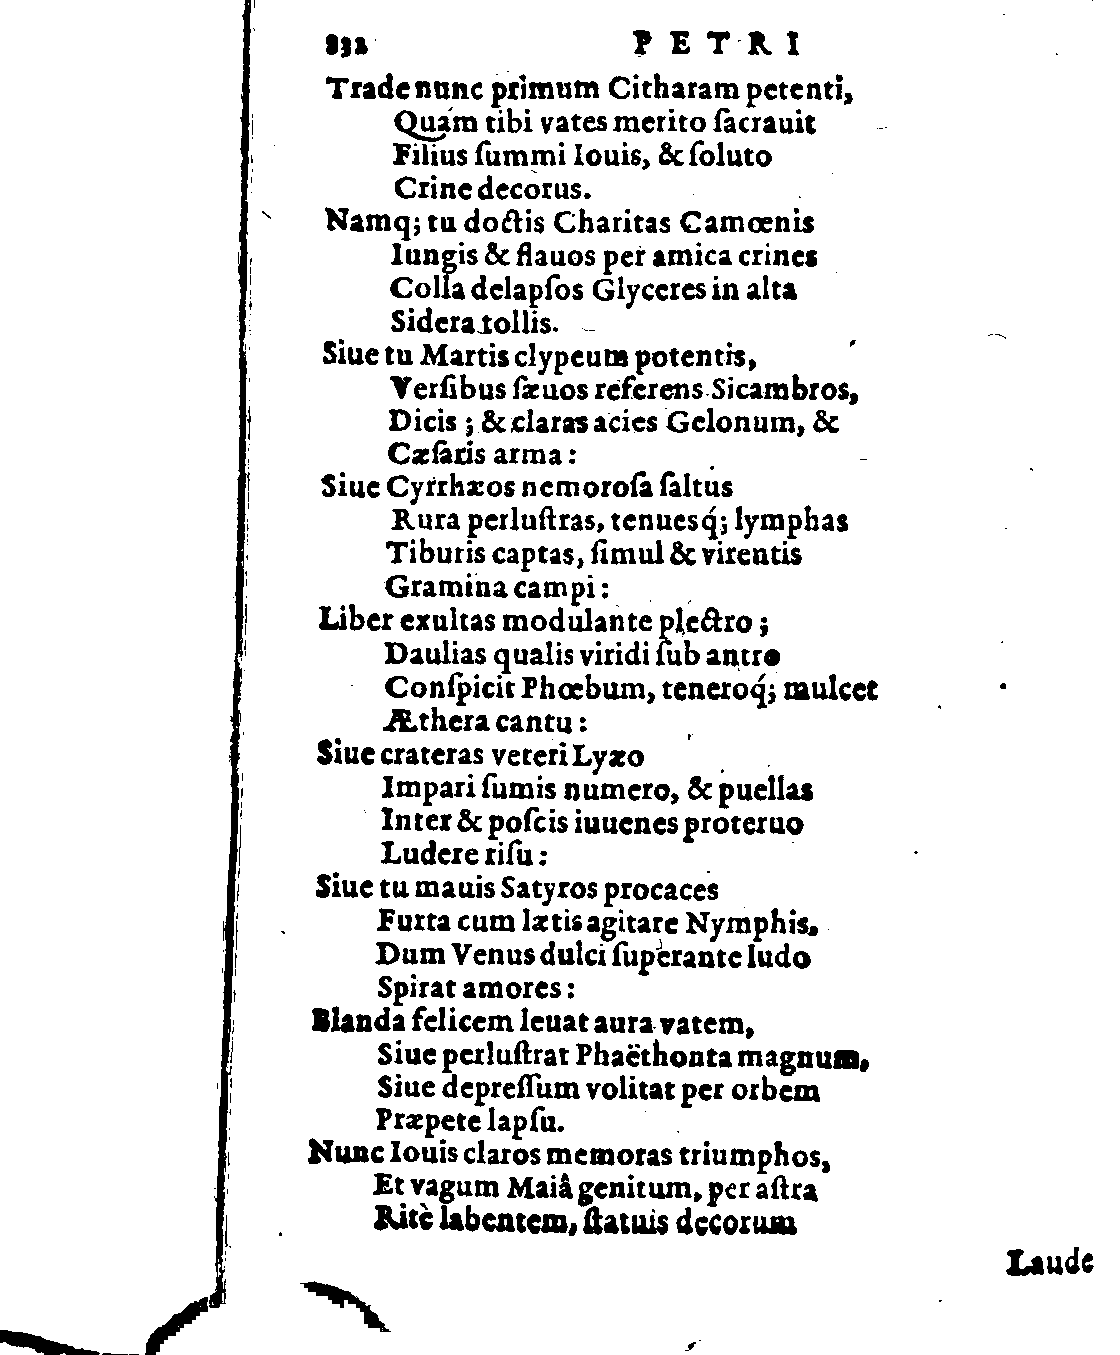 832 PETRI
Trade nunc primum Citharam petenti,
Quám tibi vates merito ſacrauit
Filius ſummi Iouis, & ſoluto
Crine decorus.
Namq; tu doctis Charitas Camœnis
Iungis & flauos per amica crines
Colla delapſos Glyceres in alta
Sidera tollis.
Siue tu Martis clypeum potentis,
Verſibus ſæuos referens Sicambros,
Dicis ; & claras acies Gelonum, &
Cæſaris arma :
Siue Cyrrhæos nemoroſa ſaltus
Rura perluſtras, tenuesq́; lymphas
Tiburis captas, ſimul & virentis
Gramina campi :
Liber exultas modulante plectro ;
Daulias qualis viridi ſub antro
Conſpicit Phœbum, teneroq́; mulcet
Æthera cantu :
Siue crateras veteri Lyæo
Impari ſumis numero, & puellas
Inter & poſcis iuuenes proteruo
Ludere riſu :
Siue tu mauis Satyros procaces
Furta cum lætis agitare Nymphis,
Dum Venus dulci ſuperante ludo
Spirat amores :
Blanda felicem leuat aura vatem,
Siue perluſtrat Phaëthonta magnum,
Siue depreſſum volitat per orbem
Præpete lapſu.
Nunc Iouis claros memoras triumphos,
Et vagum Maiâ genitum, per aſtra
Ritè labentem, ſtatuis decorum
Laude